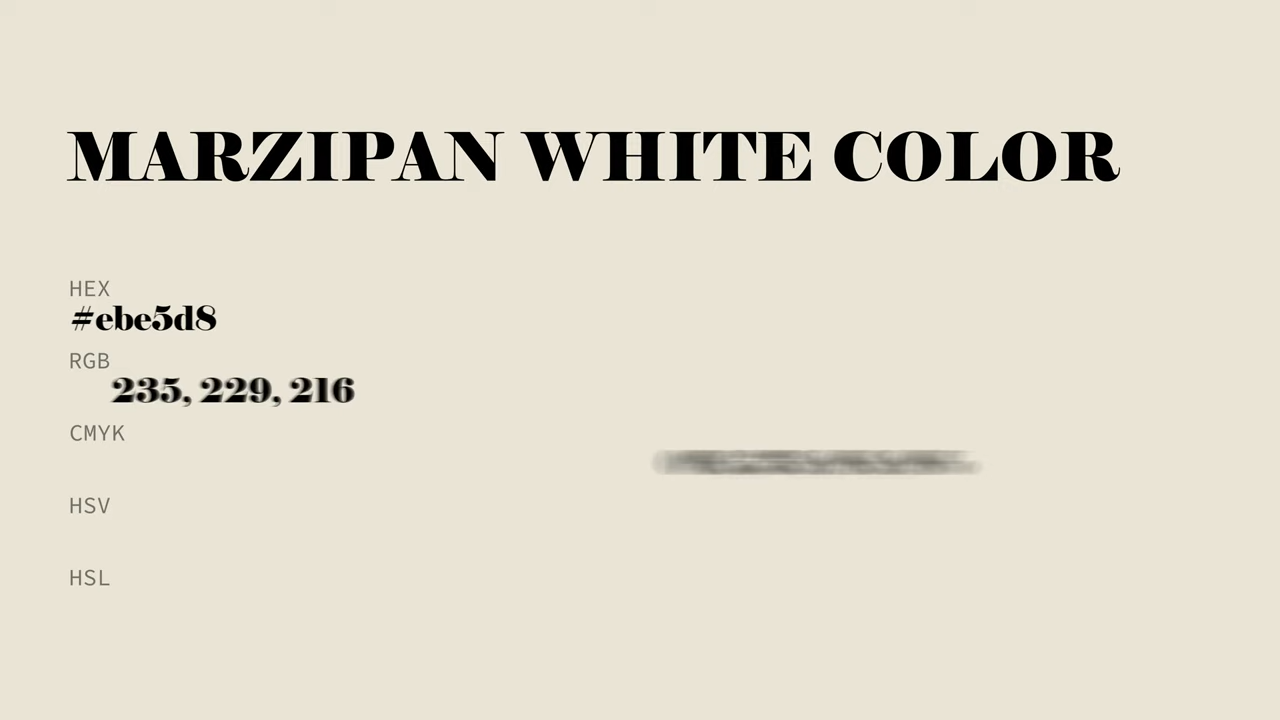 MARZIPAN WHITE COLOR
HEX
#ebe5d8
RGB
235, 229, 216
CMYK
HSV
HSL